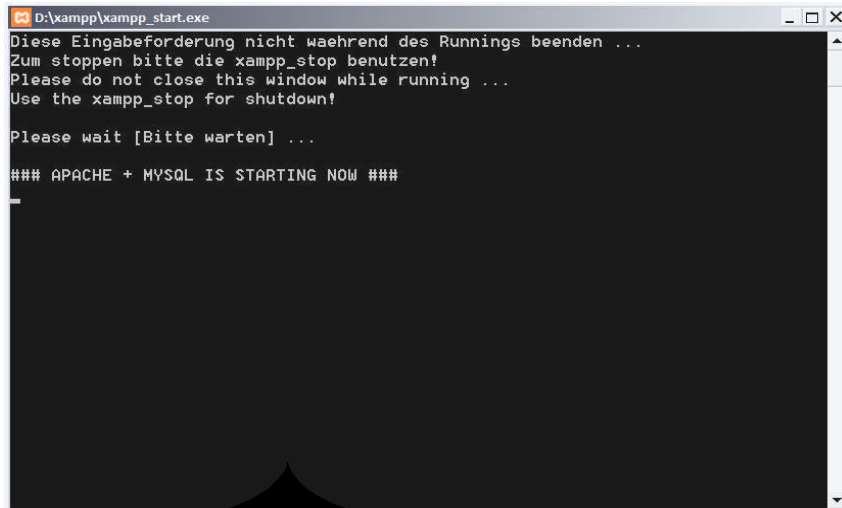 D:\xampp\xampp_start.exe
Diese Eingabeforderung nicht waehrend des Runnings beenden ...
Zum stoppen bitte die xampp_stop benutzen!
Please do not close this window while running ...
Use the xampp_stop for shutdown!
Please wait [Bitte warten] ...
### APACHE + MYSQL IS STARTING NOW ###